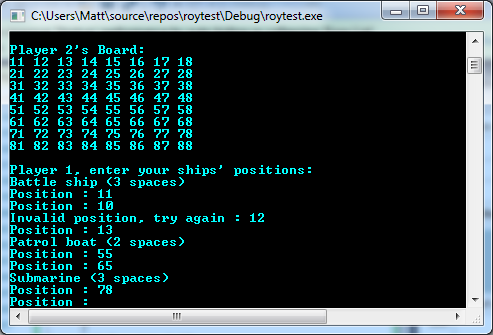 C:\Users\Matt\source\repos\roytest\Debug\roytest.exe
Player 2's Board:
11 12 13 14 15 16 17 18
21 22 23 24 25 26 27 28
31 32 33 34 35 36 37 38
41 42 43 44 45 46 47 48
51 52 53 54 55 56 57 58
61 62 63 64 65 66 67 68
71 72 73 74 75 76 77 78
81 82 83 84 85 86 87 88
Player 1, enter your ships' positions:
Battle ship (3 spaces)
Position : 11
Position : 10
Invalid position, try again : 12
Position : 13
Patrol boat (2 spaces)
Position : 55
Position : 65
Submarine (3 spaces)
Position : 78
Position :